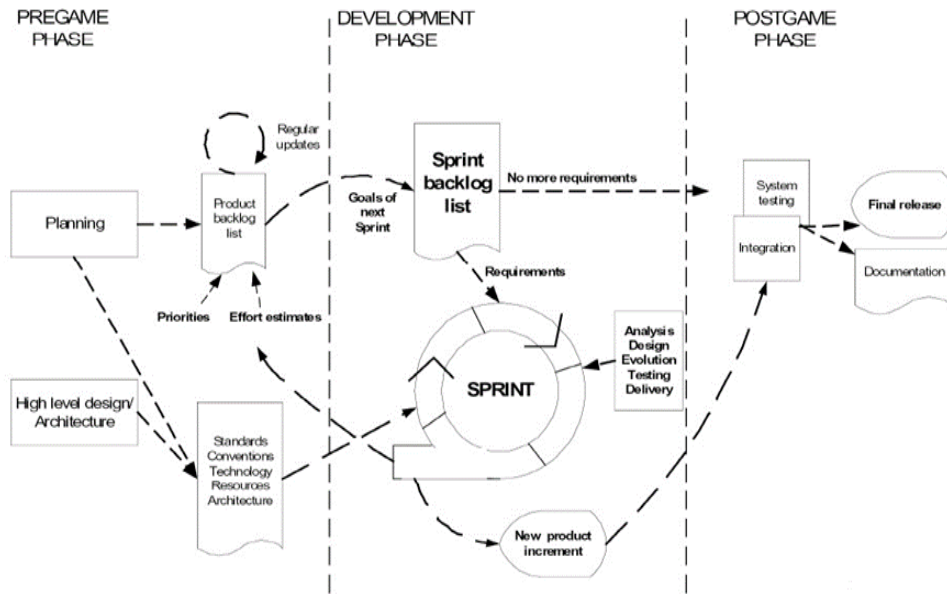 PREGAME
PHASE
DEVELOPMENT
PHASE
POSTGAME
PHASE
Regular
updates
Planning
Product
backlog
list
Priorities
Effort estimates
High level design/
Architecture
Standards
Conventions
Technology
Resources
Architecture
Goals of
next
Sprint
Sprint
backlog
list
No more requirements
Requirements
SPRINT
Analysis
Design
Evolution
Testing
Delivery
New product
increment
System
testing
Integration
Final release
Documentation